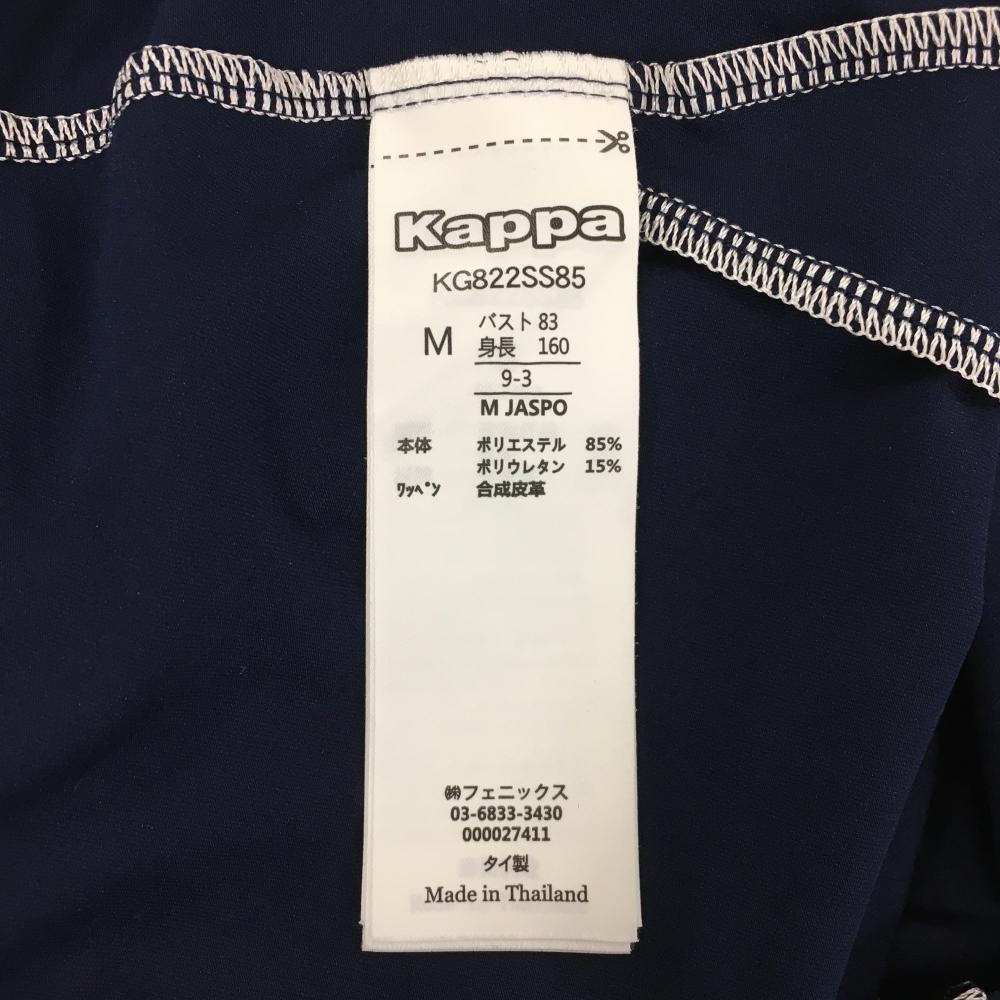 Kappa
KG822SS85
M バスト 83
身長 160
9-3
M JASPO
本体 ポリエステル 85%
ポリウレタン 15%
ﾜｯﾍﾟﾝ 合成皮革
㈱フェニックス
03-6833-3430
000027411
タイ製
Made in Thailand